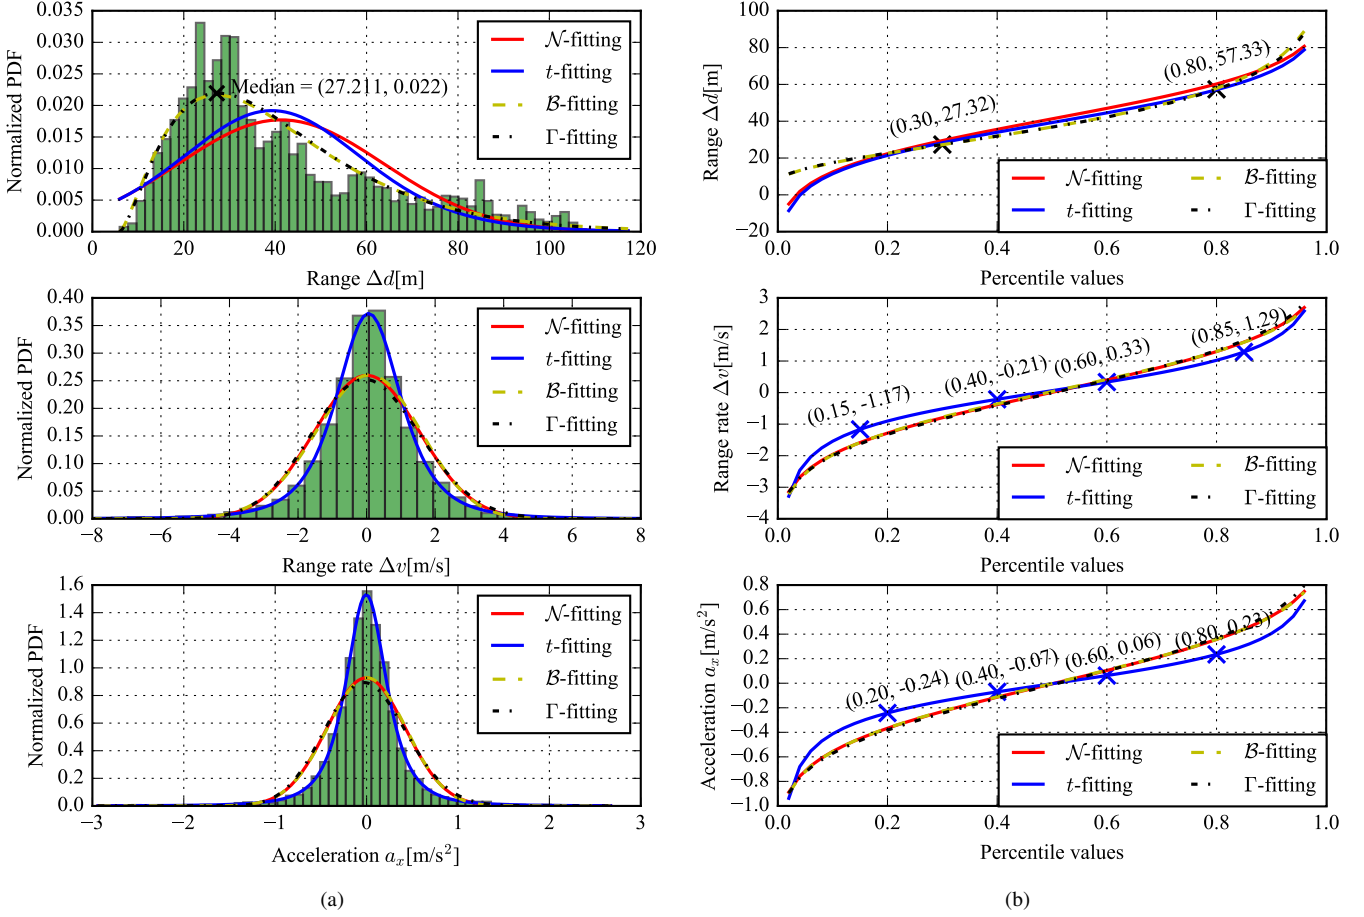 0.035
0.030
0.025
0.020
0.015
0.010
0.005
0.000
Normalized PDF
Median = (27.211, 0.022)
𝒩-fitting
t-fitting
ℬ-fitting
Γ-fitting
0 20 40 60 80 100 120
Range Δd[m]
100
80
60
40
20
0
−20
Range Δd[m]
(0.30, 27.32)
(0.80, 57.33)
𝒩-fitting ℬ-fitting
t-fitting Γ-fitting
0.0 0.2 0.4 0.6 0.8 1.0
Percentile values
0.40
0.35
0.30
0.25
0.20
0.15
0.10
0.05
0.00
Normalized PDF
𝒩-fitting
t-fitting
ℬ-fitting
Γ-fitting
−8 −6 −4 −2 0 2 4 6 8
Range rate Δv[m/s]
3
2
1
0
−1
−2
−3
−4
Range rate Δv[m/s]
(0.15, -1.17)
(0.40, -0.21)
(0.60, 0.33)
(0.85, 1.29)
𝒩-fitting ℬ-fitting
t-fitting Γ-fitting
0.0 0.2 0.4 0.6 0.8 1.0
Percentile values
1.6
1.4
1.2
1.0
0.8
0.6
0.4
0.2
0.0
Normalized PDF
𝒩-fitting
t-fitting
ℬ-fitting
Γ-fitting
−3 −2 −1 0 1 2 3
Acceleration aₓ[m/s²]
(a)
0.8
0.6
0.4
0.2
0.0
−0.2
−0.4
−0.6
−0.8
−1.0
Acceleration aₓ[m/s²]
(0.20, -0.24)
(0.40, -0.07)
(0.60, 0.06)
(0.80, 0.23)
𝒩-fitting ℬ-fitting
t-fitting Γ-fitting
0.0 0.2 0.4 0.6 0.8 1.0
Percentile values
(b)